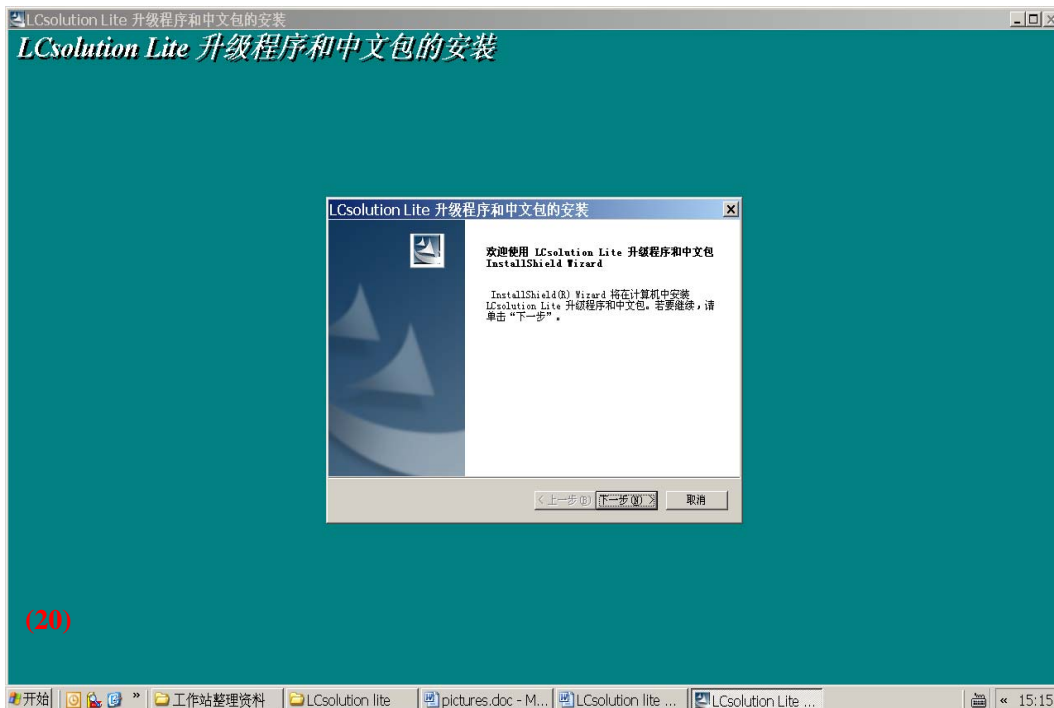 LCsolution Lite 升级程序和中文包的安装
LCsolution Lite 升级程序和中文包的安装
LCsolution Lite 升级程序和中文包的安装
欢迎使用 LCsolution Lite 升级程序和中文包
InstallShield Wizard
InstallShield(R) Wizard 将在计算机中安装
LCsolution Lite 升级程序和中文包。若要继续，请
单击“下一步”。
< 上一步(B) 下一步(N) > 取消
(20)
开始 » 工作站整理资料 LCsolution lite pictures.doc - M... LCsolution lite ... LCsolution Lite ... « 15:15